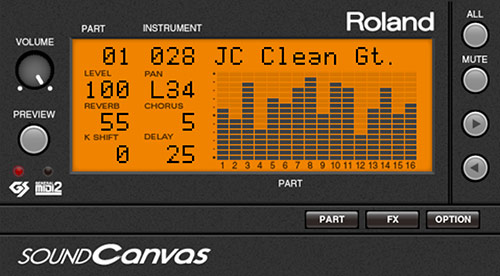 Roland
ALL
VOLUME
PART INSTRUMENT
01 028 JC Clean Gt.
LEVEL PAN
100 L34
REVERB CHORUS
55 5
K SHIFT DELAY
0 25
1 2 3 4 5 6 7 8 9 10 11 12 13 14 15 16
PART
MUTE
PREVIEW
GS GENERAL MIDI2
PART FX OPTION
SOUND Canvas